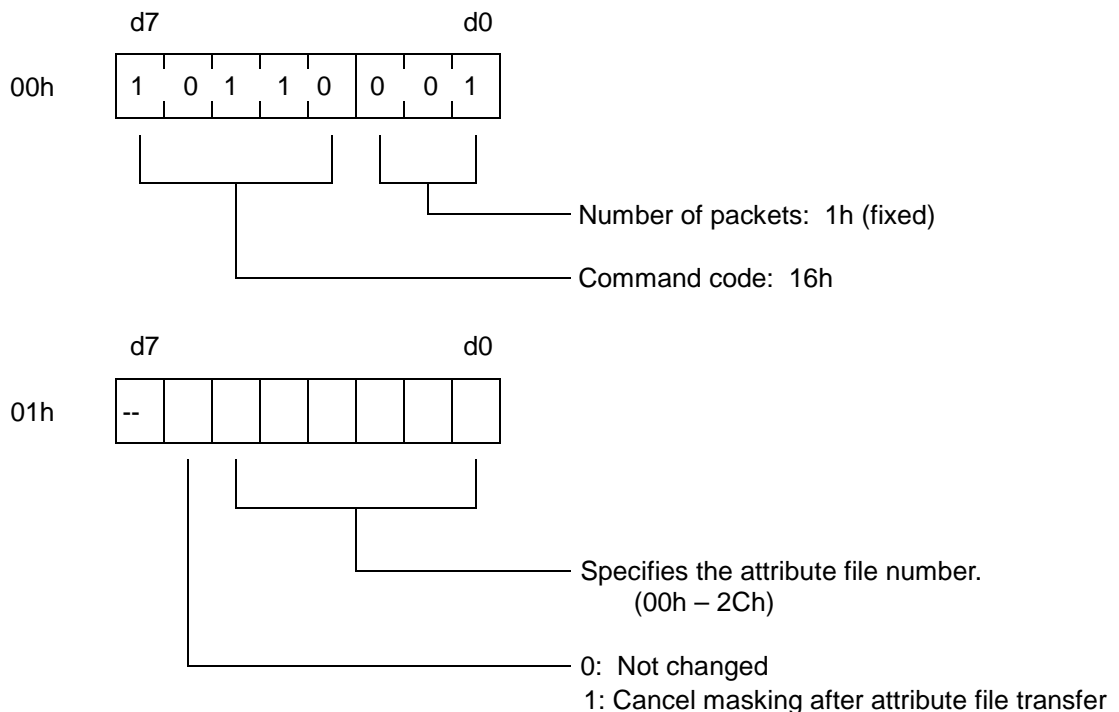 d7 d0
00h 1 0 1 1 0 0 0 1
Number of packets: 1h (fixed)
Command code: 16h
d7 d0
01h --
Specifies the attribute file number.
(00h – 2Ch)
0: Not changed
1: Cancel masking after attribute file transfer